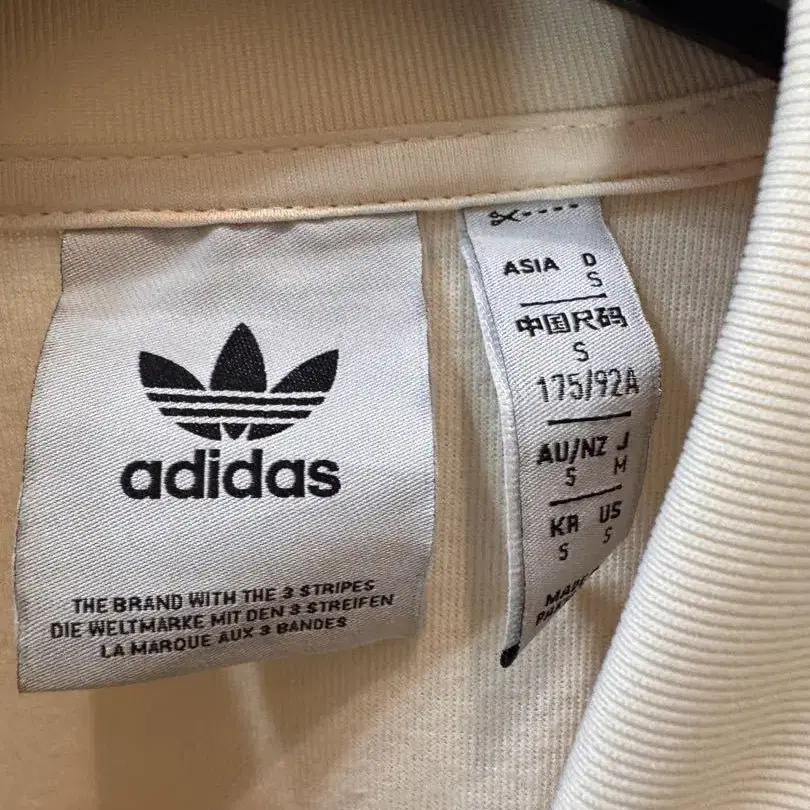 adidas
THE BRAND WITH THE 3 STRIPES
DIE WELTMARKE MIT DEN 3 STREIFEN
LA MARQUE AUX 3 BANDES
ASIA D
S
中国尺码
S
175/92A
AU/NZ J
S M
KR US
S S